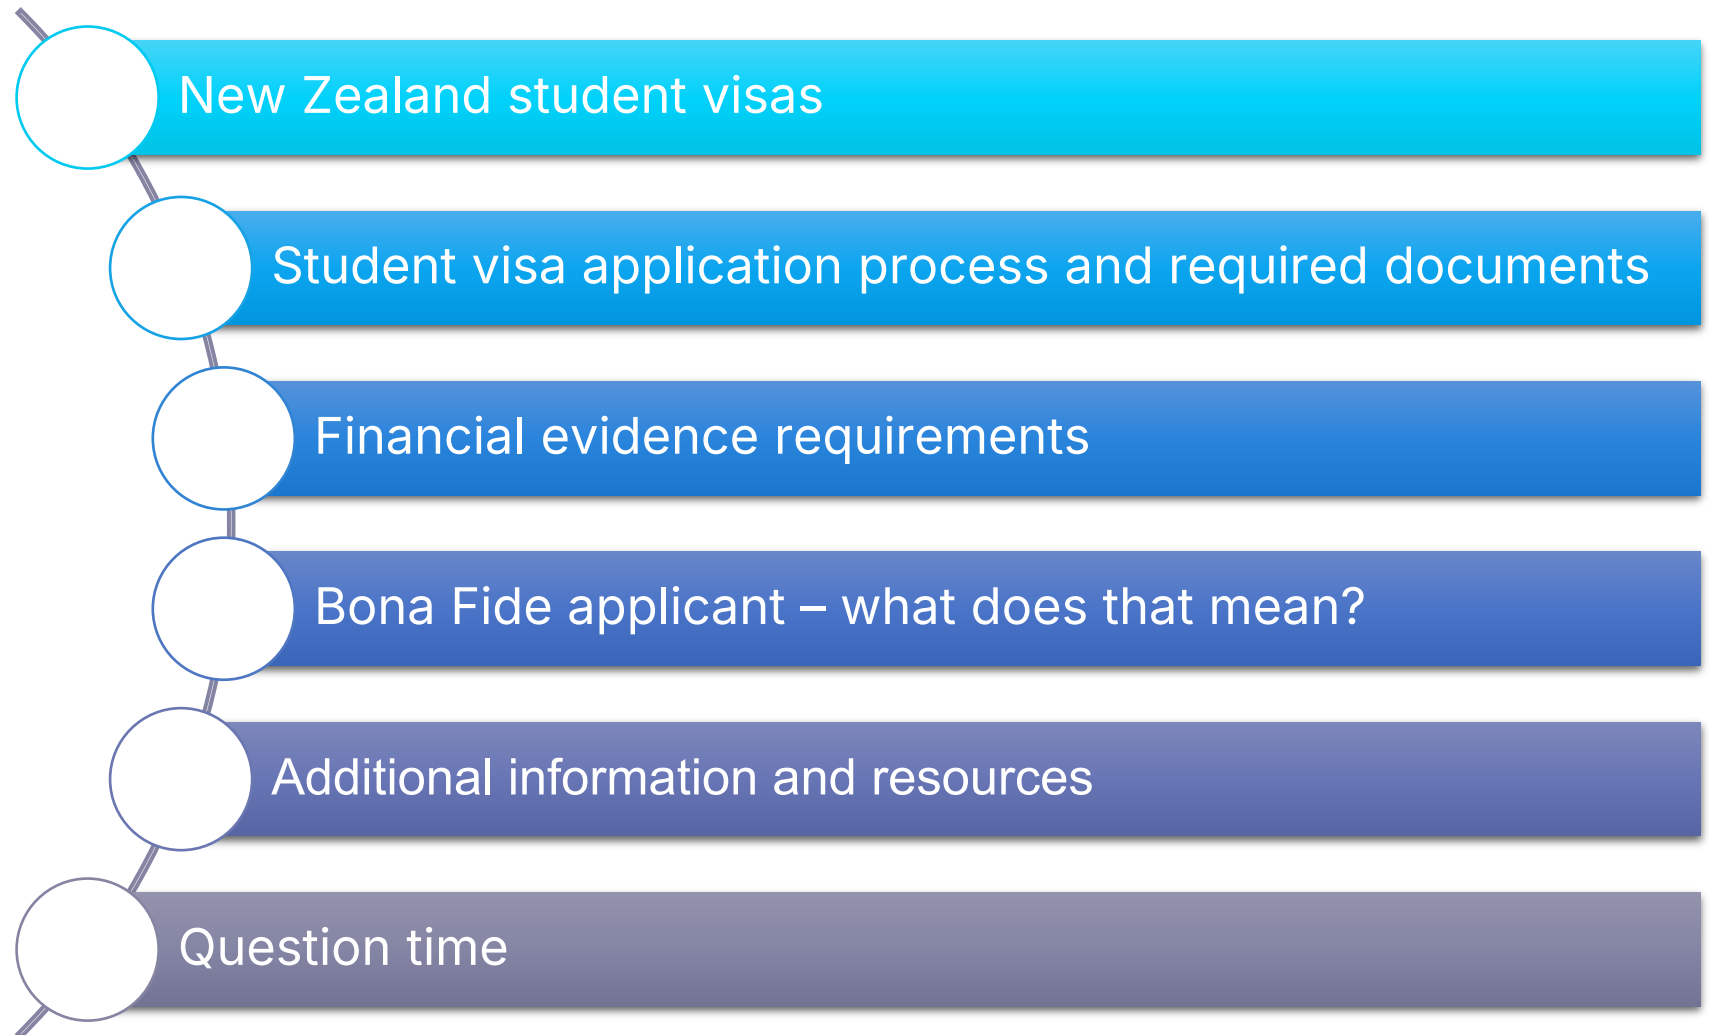 New Zealand student visas
Student visa application process and required documents
Financial evidence requirements
Bona Fide applicant – what does that mean?
Additional information and resources
Question time